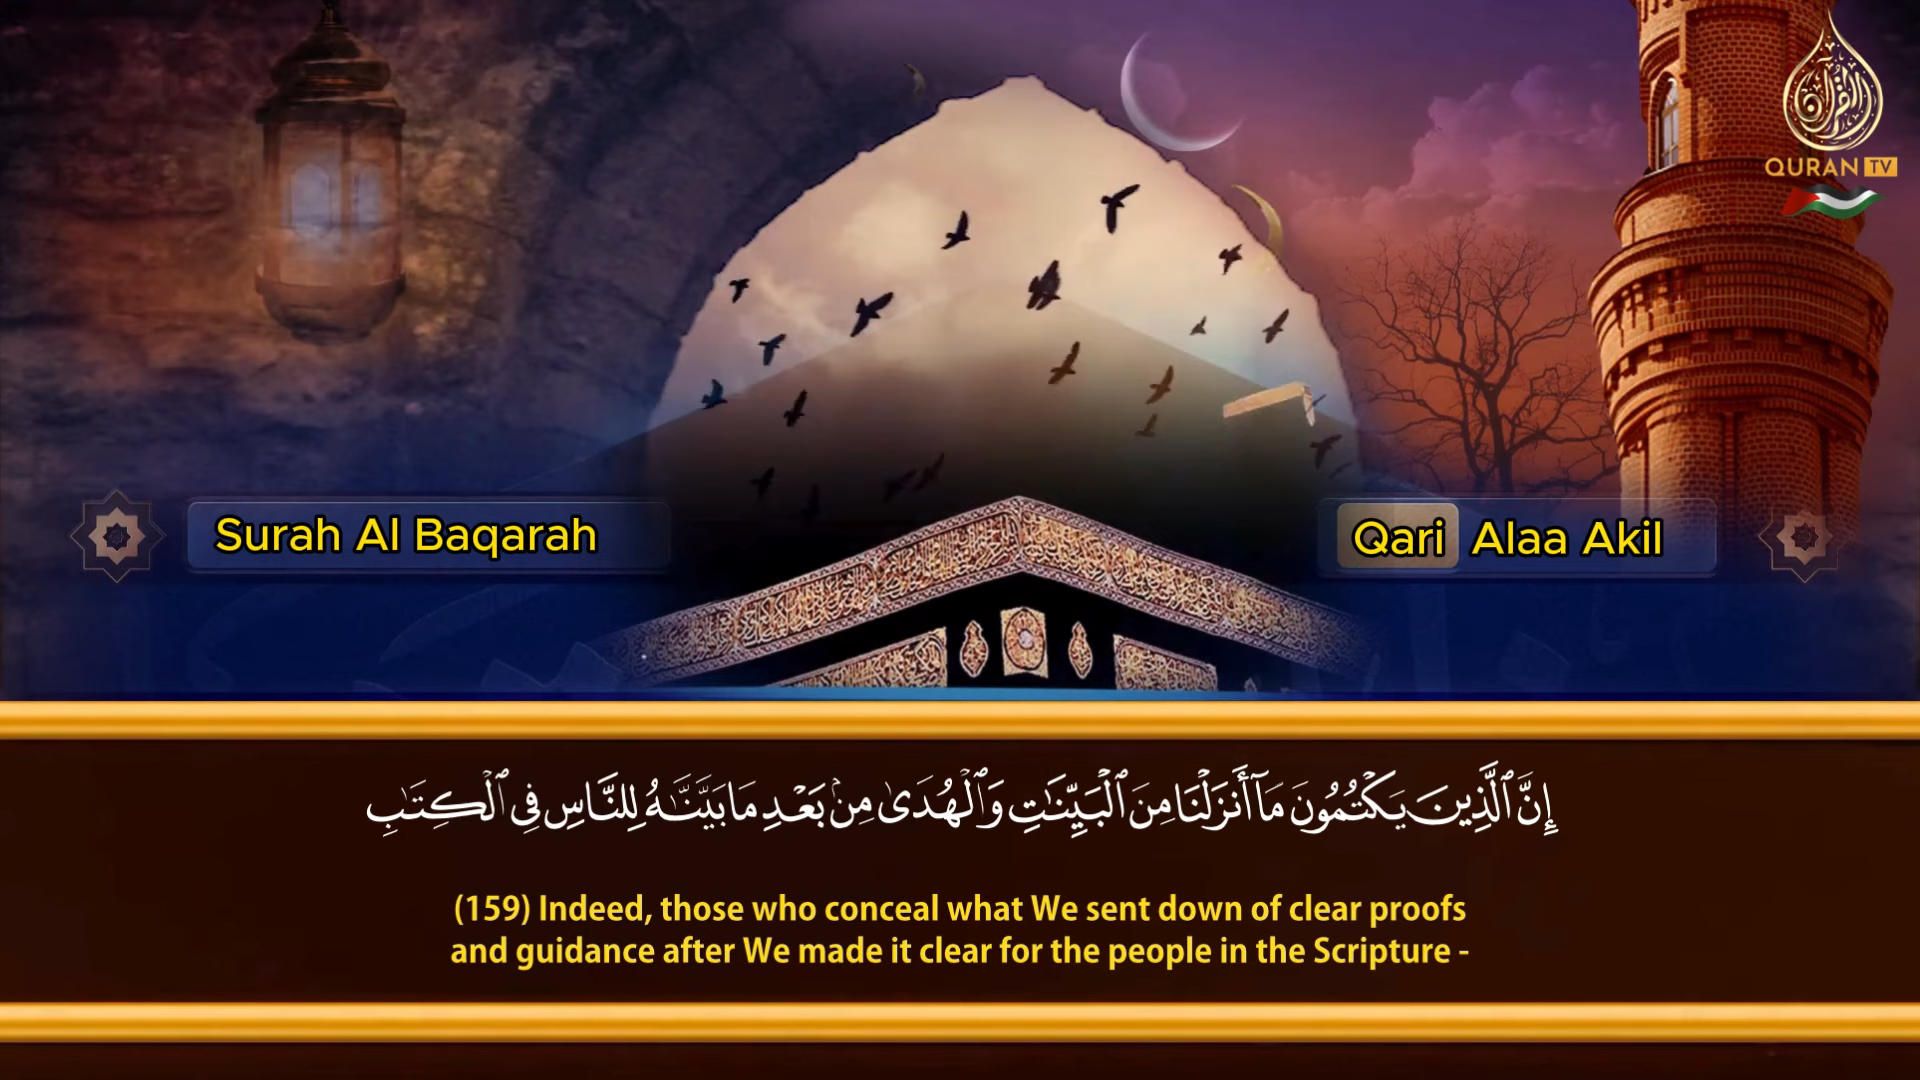 القرآن
QURAN TV
Surah Al Baqarah
Qari Alaa Akil
إِنَّ ٱلَّذِينَ يَكْتُمُونَ مَآ أَنزَلْنَا مِنَ ٱلْبَيِّنَٰتِ وَٱلْهُدَىٰ مِنۢ بَعْدِ مَا بَيَّنَّٰهُ لِلنَّاسِ فِى ٱلْكِتَٰبِ
(159) Indeed, those who conceal what We sent down of clear proofs
and guidance after We made it clear for the people in the Scripture -